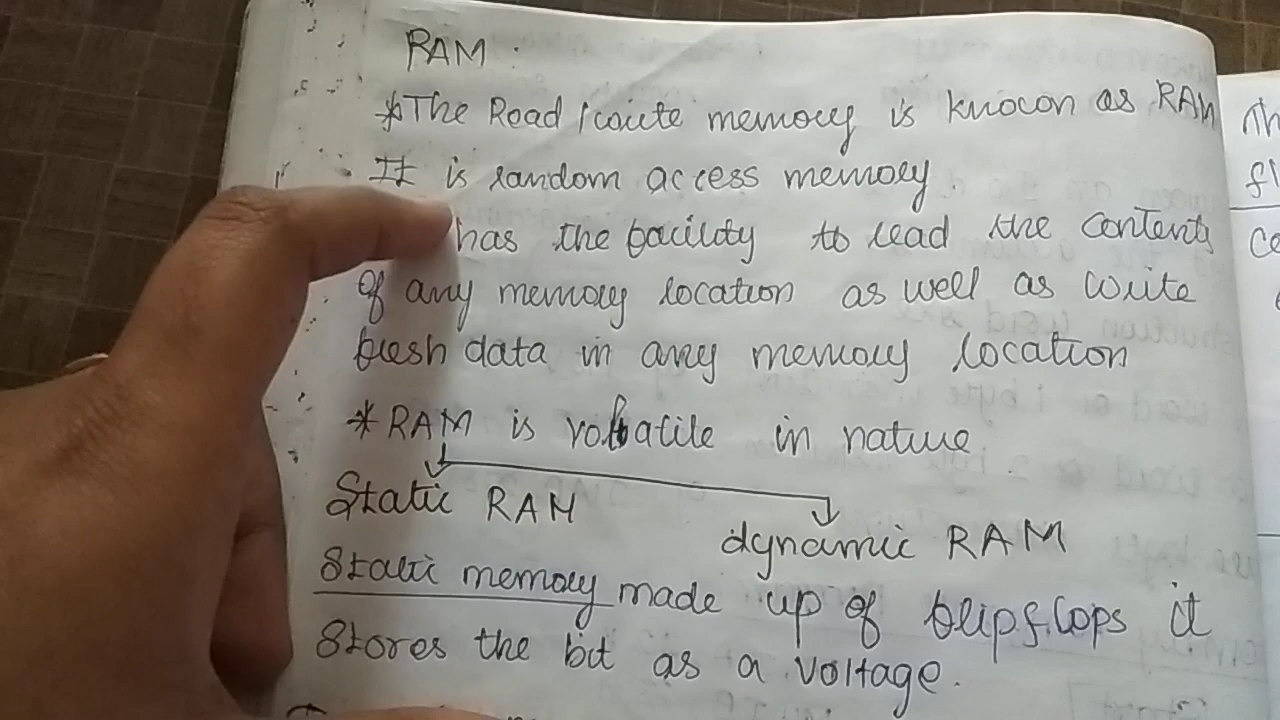 RAM :
*The Read/write memory is known as RAM
It is random access memory
has the facility to read the contents
of any memory location as well as write
fresh data in any memory location
*RAM is volatile in nature
Static RAM
dynamic RAM
Static memory made up of flipflops it
Stores the bit as a voltage.